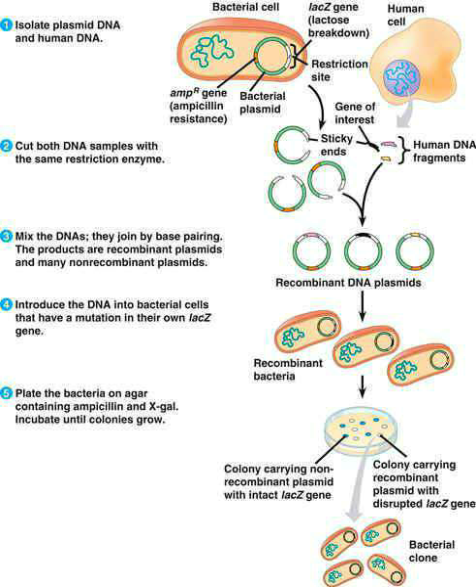 1 Isolate plasmid DNA
and human DNA.
Bacterial cell
lacZ gene
(lactose
breakdown)
Human
cell
Restriction
site
ampR gene
(ampicillin
resistance)
Bacterial
plasmid
Gene of
interest
2 Cut both DNA samples with
the same restriction enzyme.
Sticky
ends
Human DNA
fragments
3 Mix the DNAs; they join by base pairing.
The products are recombinant plasmids
and many nonrecombinant plasmids.
Recombinant DNA plasmids
4 Introduce the DNA into bacterial cells
that have a mutation in their own lacZ
gene.
Recombinant
bacteria
5 Plate the bacteria on agar
containing ampicillin and X-gal.
Incubate until colonies grow.
Colony carrying non-
recombinant plasmid
with intact lacZ gene
Colony carrying
recombinant
plasmid with
disrupted lacZ gene
Bacterial
clone